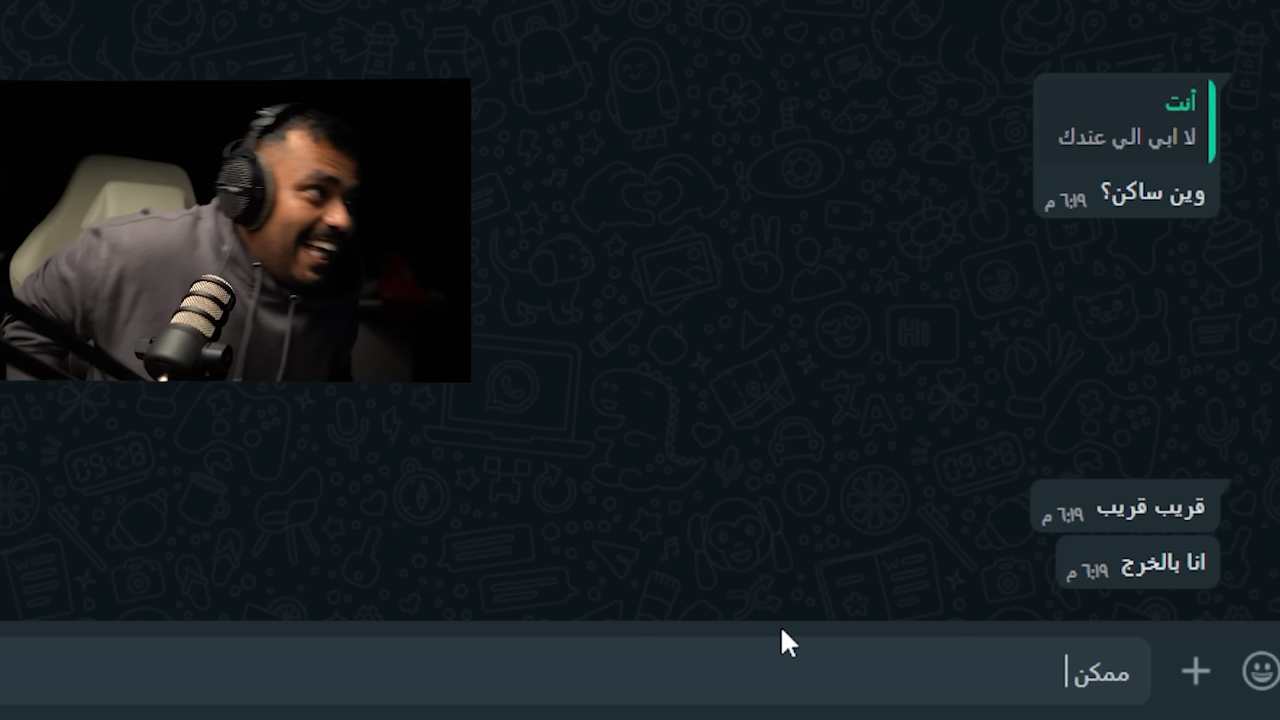 أنت
لا ابي الي عندك
وين ساكن؟ ٦:١٩ م
قريب قريب ٦:١٩ م
انا بالخرج ٦:١٩ م
ممكن